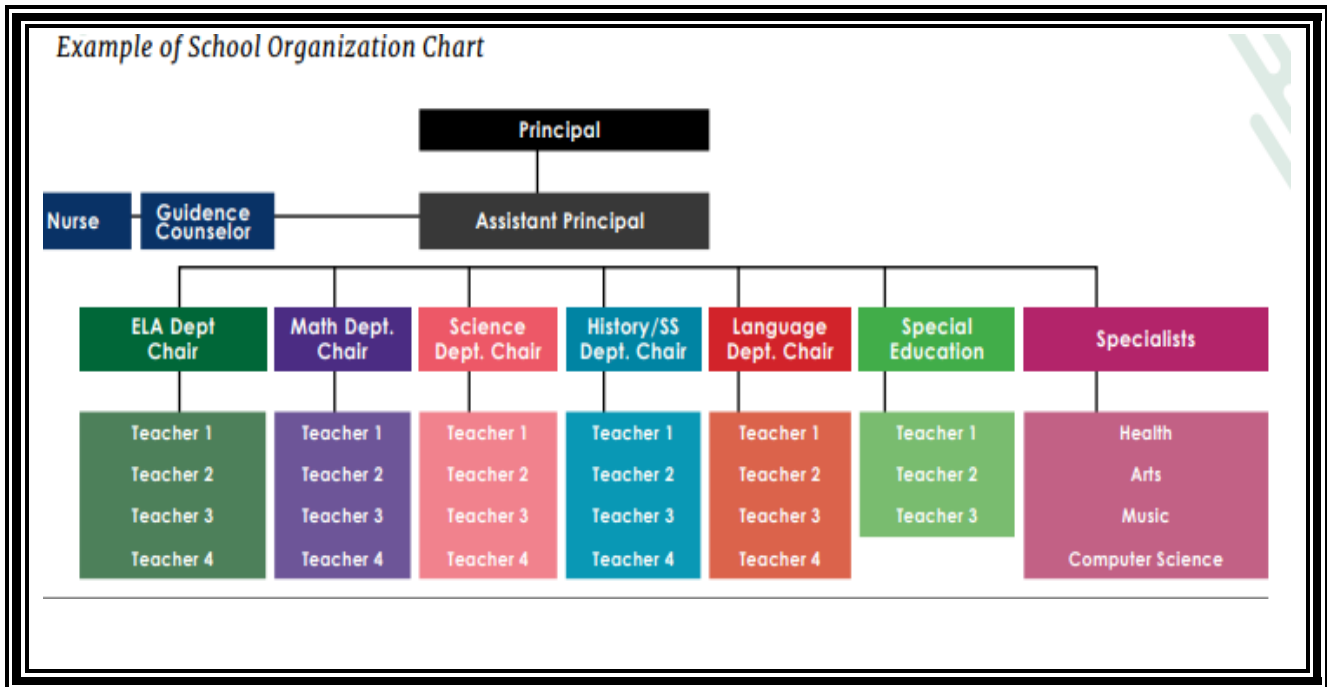 Example of School Organization Chart
Principal
Nurse
Guidence
Counselor
Assistant Principal
ELA Dept
Chair
Math Dept.
Chair
Science
Dept. Chair
History/SS
Dept. Chair
Language
Dept. Chair
Special
Education
Specialists
Teacher 1
Teacher 2
Teacher 3
Teacher 4
Teacher 1
Teacher 2
Teacher 3
Teacher 4
Teacher 1
Teacher 2
Teacher 3
Teacher 4
Teacher 1
Teacher 2
Teacher 3
Teacher 4
Teacher 1
Teacher 2
Teacher 3
Teacher 4
Teacher 1
Teacher 2
Teacher 3
Health
Arts
Music
Computer Science